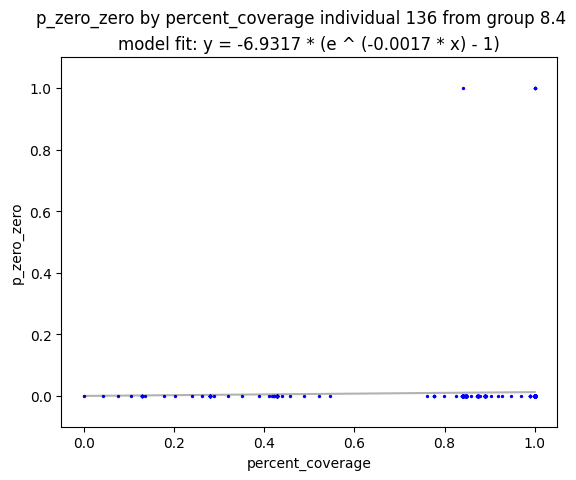 p_zero_zero by percent_coverage individual 136 from group 8.4
model fit: y = -6.9317 * (e ^ (-0.0017 * x) - 1)
1.0
0.8
0.6
0.4
0.2
0.0
p_zero_zero
0.0 0.2 0.4 0.6 0.8 1.0
percent_coverage